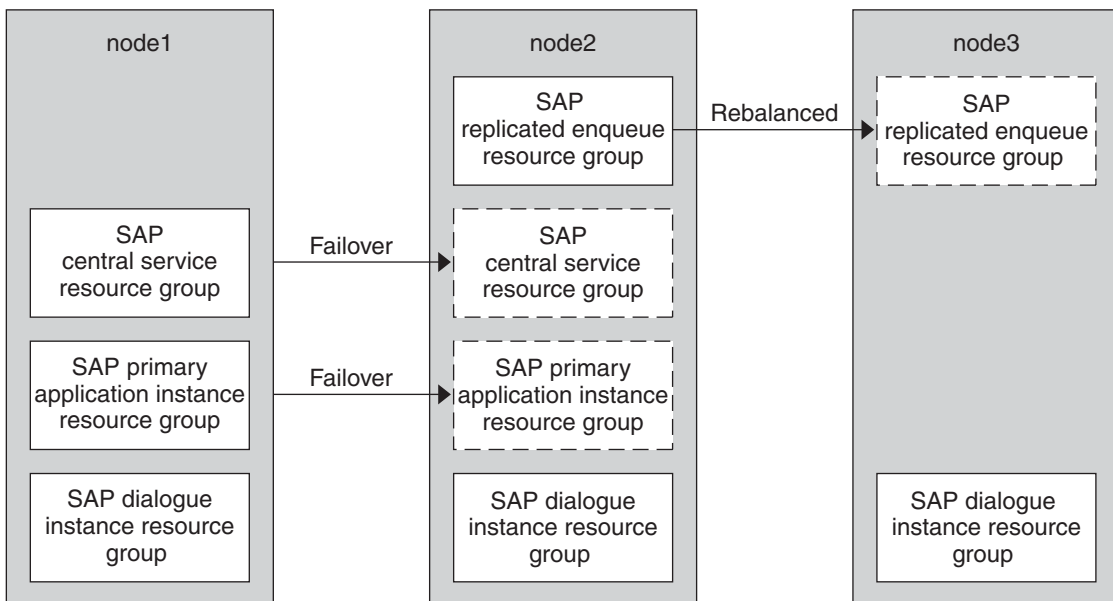 node1
node2
node3
SAP
replicated enqueue
resource group
Rebalanced
SAP
replicated enqueue
resource group
SAP
central service
resource group
Failover
SAP
central service
resource group
SAP primary
application instance
resource group
Failover
SAP primary
application instance
resource group
SAP dialogue
instance resource
group
SAP dialogue
instance resource
group
SAP dialogue
instance resource
group